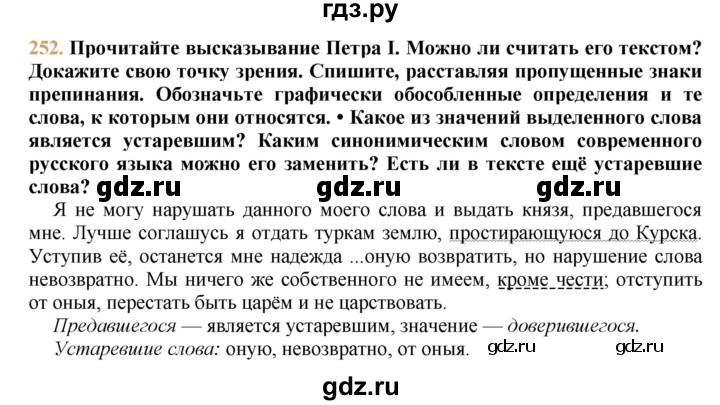 гдз.ру
252. Прочитайте высказывание Петра I. Можно ли считать его текстом?
Докажите свою точку зрения. Спишите, расставляя пропущенные знаки
препинания. Обозначьте графически обособленные определения и те
слова, к которым они относятся. • Какое из значений выделенного слова
является устаревшим? Каким синонимическим словом современного
русского языка можно его заменить? Есть ли в тексте ещё устаревшие
слова?
gdz.ru gdz.ru gdz.ru
Я не могу нарушать данного моего слова и выдать князя, предавшегося
мне. Лучше соглашусь я отдать туркам землю, простирающуюся до Курска.
Уступив её, останется мне надежда ...оную возвратить, но нарушение слова
невозвратно. Мы ничего же собственного не имеем, кроме чести; отступить
от оныя, перестать быть царём и не царствовать.
Предавшегося — является устаревшим, значение — доверившегося.
Устаревшие слова: оную, невозвратно, от оныя. gdz.ru gdz.ru
gdz.ru